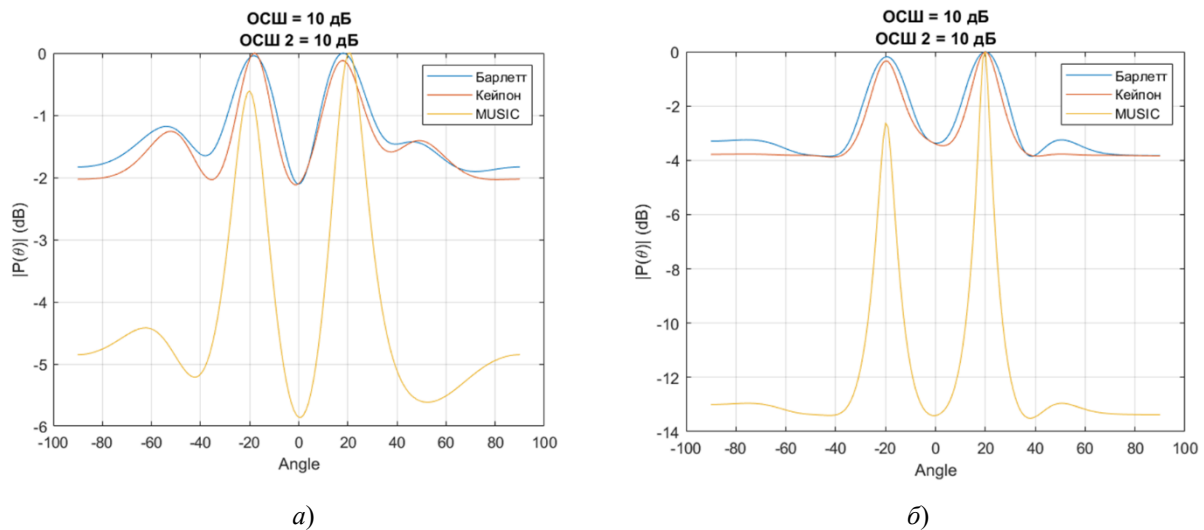 ОСШ = 10 дБ
ОСШ 2 = 10 дБ
0
-1
-2
-3
-4
-5
-6
|P(θ)| (dB)
Барлетт
Кейпон
MUSIC
-100 -80 -60 -40 -20 0 20 40 60 80 100
Angle
а)
ОСШ = 10 дБ
ОСШ 2 = 10 дБ
0
-2
-4
-6
-8
-10
-12
-14
|P(θ)| (dB)
Барлетт
Кейпон
MUSIC
-100 -80 -60 -40 -20 0 20 40 60 80 100
Angle
б)